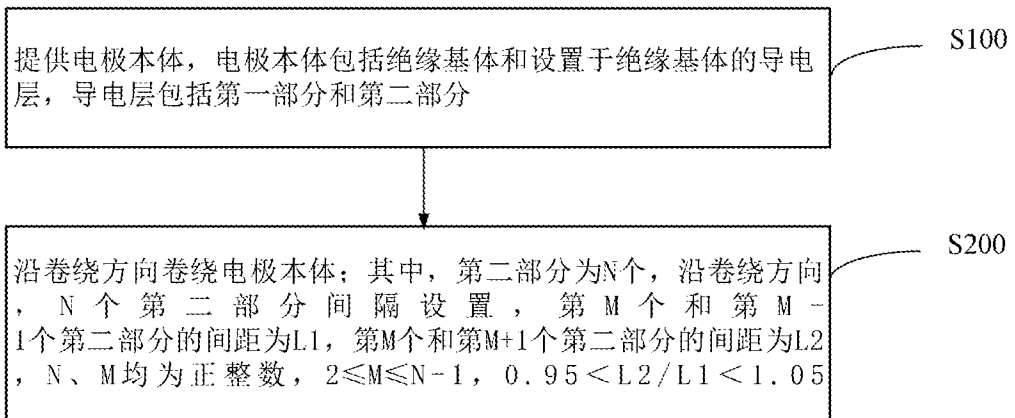 提供电极本体，电极本体包括绝缘基体和设置于绝缘基体的导电
层，导电层包括第一部分和第二部分
S100
沿卷绕方向卷绕电极本体；其中，第二部分为N个，沿卷绕方向
，N个第二部分间隔设置，第M个和第M-
1个第二部分的间距为L1，第M个和第M+1个第二部分的间距为L2
，N、M均为正整数，2≤M≤N-1，0.95＜L2/L1＜1.05
S200